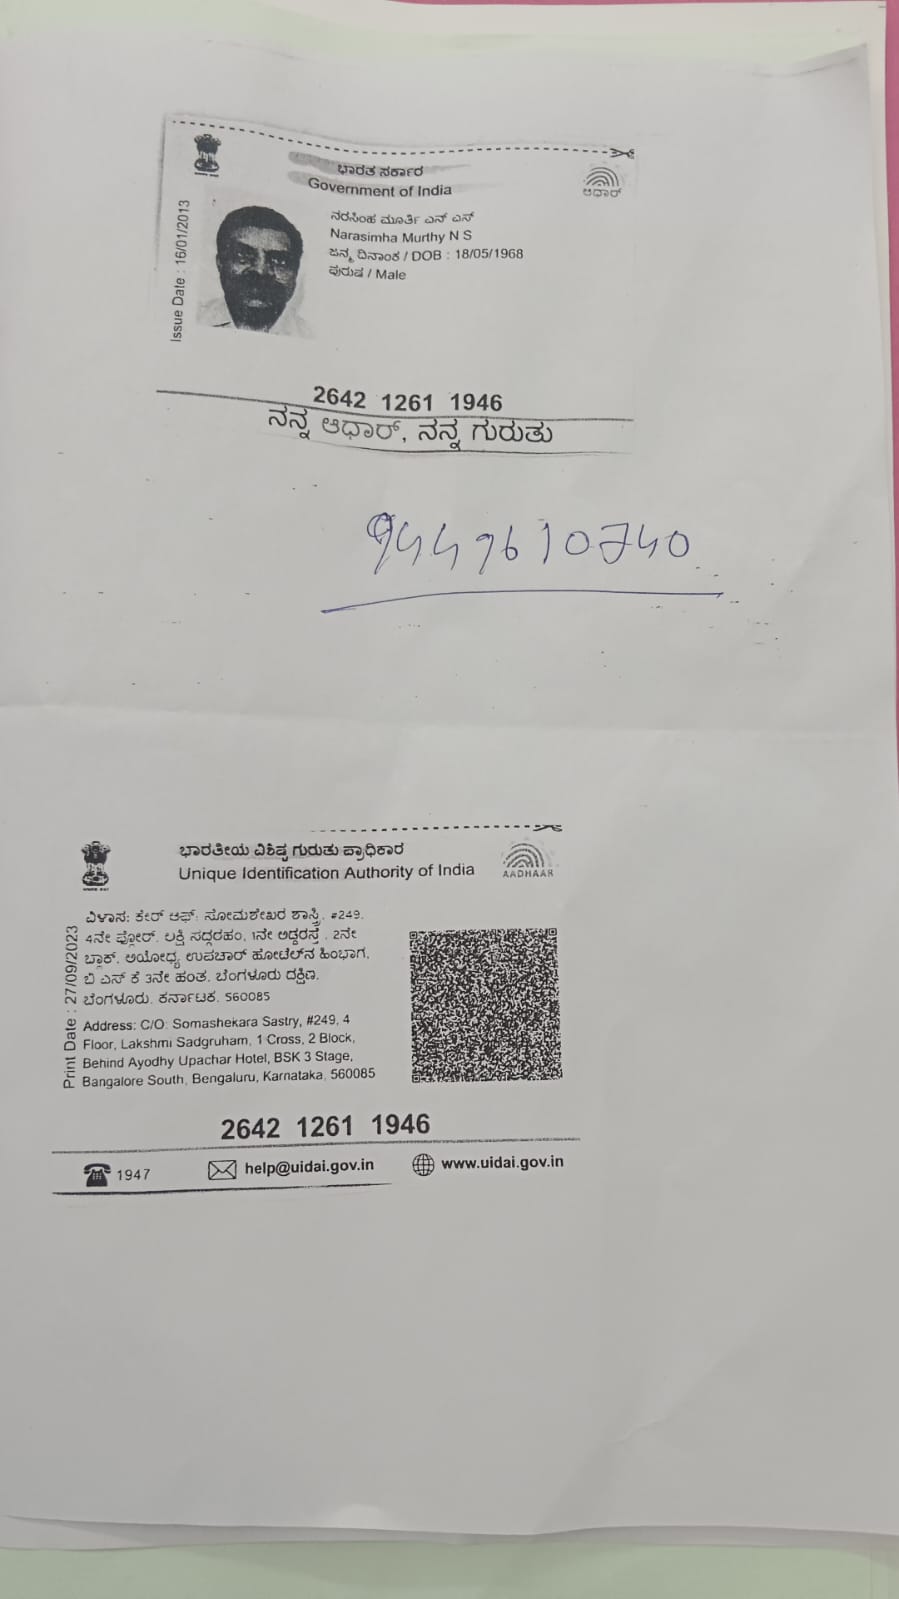 ಭಾರತ ಸರ್ಕಾರ
Government of India
ಆಧಾರ್
Issue Date : 16/01/2013
ನರಸಿಂಹ ಮೂರ್ತಿ ಎನ್ ಎಸ್
Narasimha Murthy N S
ಜನ್ಮ ದಿನಾಂಕ / DOB : 18/05/1968
ಪುರುಷ / Male
2642 1261 1946
ನನ್ನ ಆಧಾರ್, ನನ್ನ ಗುರುತು
9449610740
ಭಾರತೀಯ ವಿಶಿಷ್ಟ ಗುರುತು ಪ್ರಾಧಿಕಾರ
Unique Identification Authority of India
AADHAAR
Print Date : 27/09/2023
ವಿಳಾಸ: ಕೇರ್ ಆಫ್: ಸೋಮಶೇಖರ ಶಾಸ್ತ್ರಿ, #249,
4ನೇ ಫ್ಲೋರ್, ಲಕ್ಷ್ಮಿ ಸದ್ಗುರುಹಂ, 1ನೇ ಅಡ್ಡರಸ್ತೆ , 2ನೇ
ಬ್ಲಾಕ್, ಅಯೋಧ್ಯ ಉಪಚಾರ್ ಹೋಟೆಲ್‌ನ ಹಿಂಭಾಗ,
ಬಿ ಎಸ್ ಕೆ 3ನೇ ಹಂತ, ಬೆಂಗಳೂರು ದಕ್ಷಿಣ,
ಬೆಂಗಳೂರು, ಕರ್ನಾಟಕ, 560085
Address: C/O: Somashekara Sastry, #249, 4
Floor, Lakshmi Sadgruham, 1 Cross, 2 Block,
Behind Ayodhy Upachar Hotel, BSK 3 Stage,
Bangalore South, Bengaluru, Karnataka, 560085
2642 1261 1946
1947 help@uidai.gov.in www.uidai.gov.in